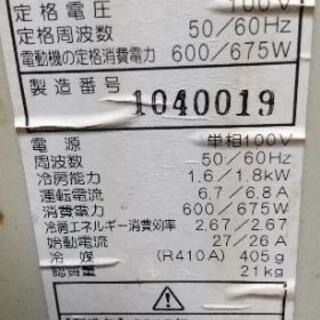 定格電圧 100V
定格周波数 50/60Hz
電動機の定格消費電力 600/675W
製造番号 1040019
電源 単相100V
周波数 50/60Hz
冷房能力 1.6/1.8kW
運転電流 6.7/6.8A
消費電力 600/675W
冷房エネルギー消費効率 2.67/2.67
始動電流 27/26A
冷媒 (R410A) 405g
総質量 21kg